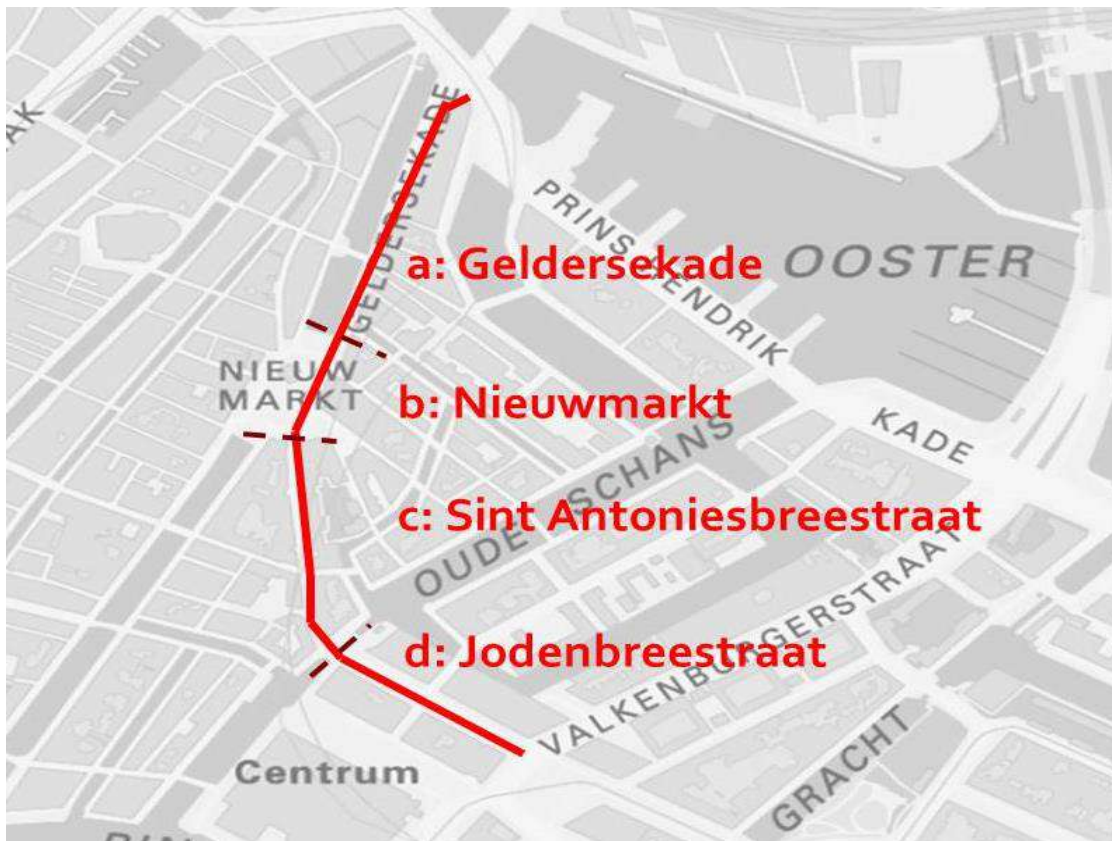 AK
GELDERSEKADE
PRINS HENDRIK
KADE
a: Geldersekade
OOSTER
NIEUW
MARKT
b: Nieuwmarkt
c: Sint Antoniesbreestraat
OUDE SCHANS
d: Jodenbreestraat
VALKENBURGERSTRAAT
Centrum
GRACHT